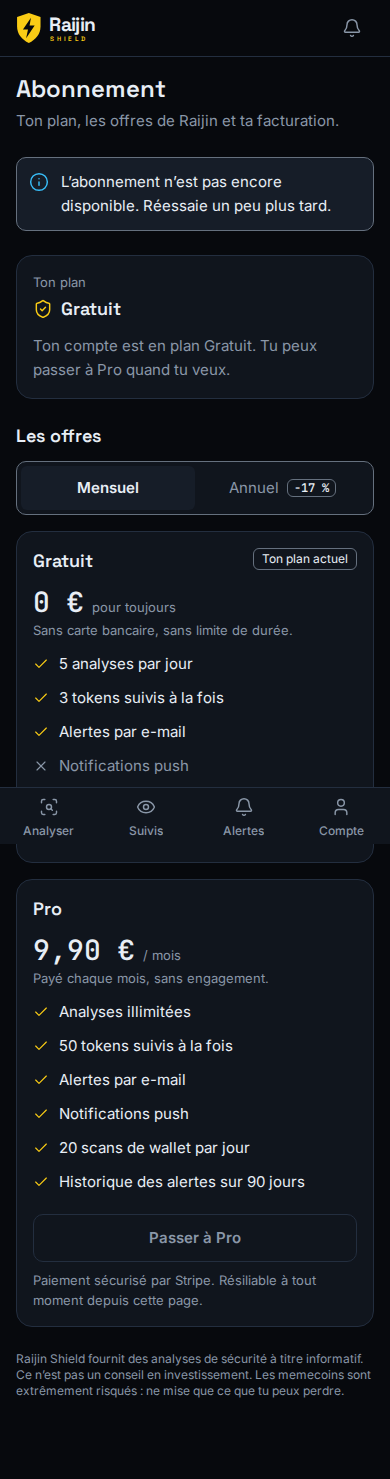 Raijin
SHIELD
Abonnement
Ton plan, les offres de Raijin et ta facturation.
L’abonnement n’est pas encore
disponible. Réessaie un peu plus tard.
Ton plan
Gratuit
Ton compte est en plan Gratuit. Tu peux
passer à Pro quand tu veux.
Les offres
Mensuel
Annuel -17 %
Gratuit
Ton plan actuel
0 € pour toujours
Sans carte bancaire, sans limite de durée.
5 analyses par jour
3 tokens suivis à la fois
Alertes par e-mail
Notifications push
Analyser
Suivis
Alertes
Compte
Pro
9,90 € / mois
Payé chaque mois, sans engagement.
Analyses illimitées
50 tokens suivis à la fois
Alertes par e-mail
Notifications push
20 scans de wallet par jour
Historique des alertes sur 90 jours
Passer à Pro
Paiement sécurisé par Stripe. Résiliable à tout
moment depuis cette page.
Raijin Shield fournit des analyses de sécurité à titre informatif.
Ce n’est pas un conseil en investissement. Les memecoins sont
extrêmement risqués : ne mise que ce que tu peux perdre.